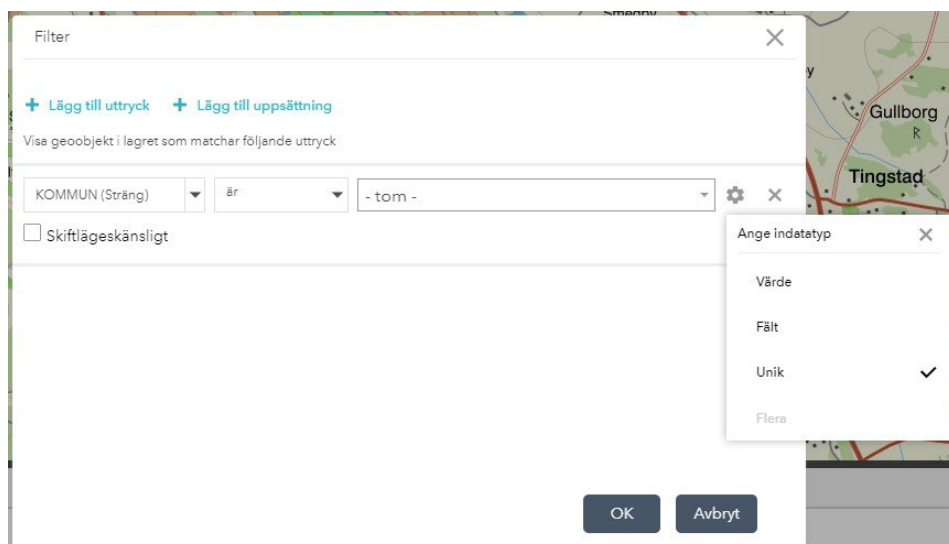 Smedby
Filter
+ Lägg till uttryck + Lägg till uppsättning
Visa geoobjekt i lagret som matchar följande uttryck
KOMMUN (Sträng) är - tom -
Skiftlägeskänsligt
Gullborg
R
Tingstad
Ange indatatyp
Värde
Fält
Unik
Flera
OK Avbryt